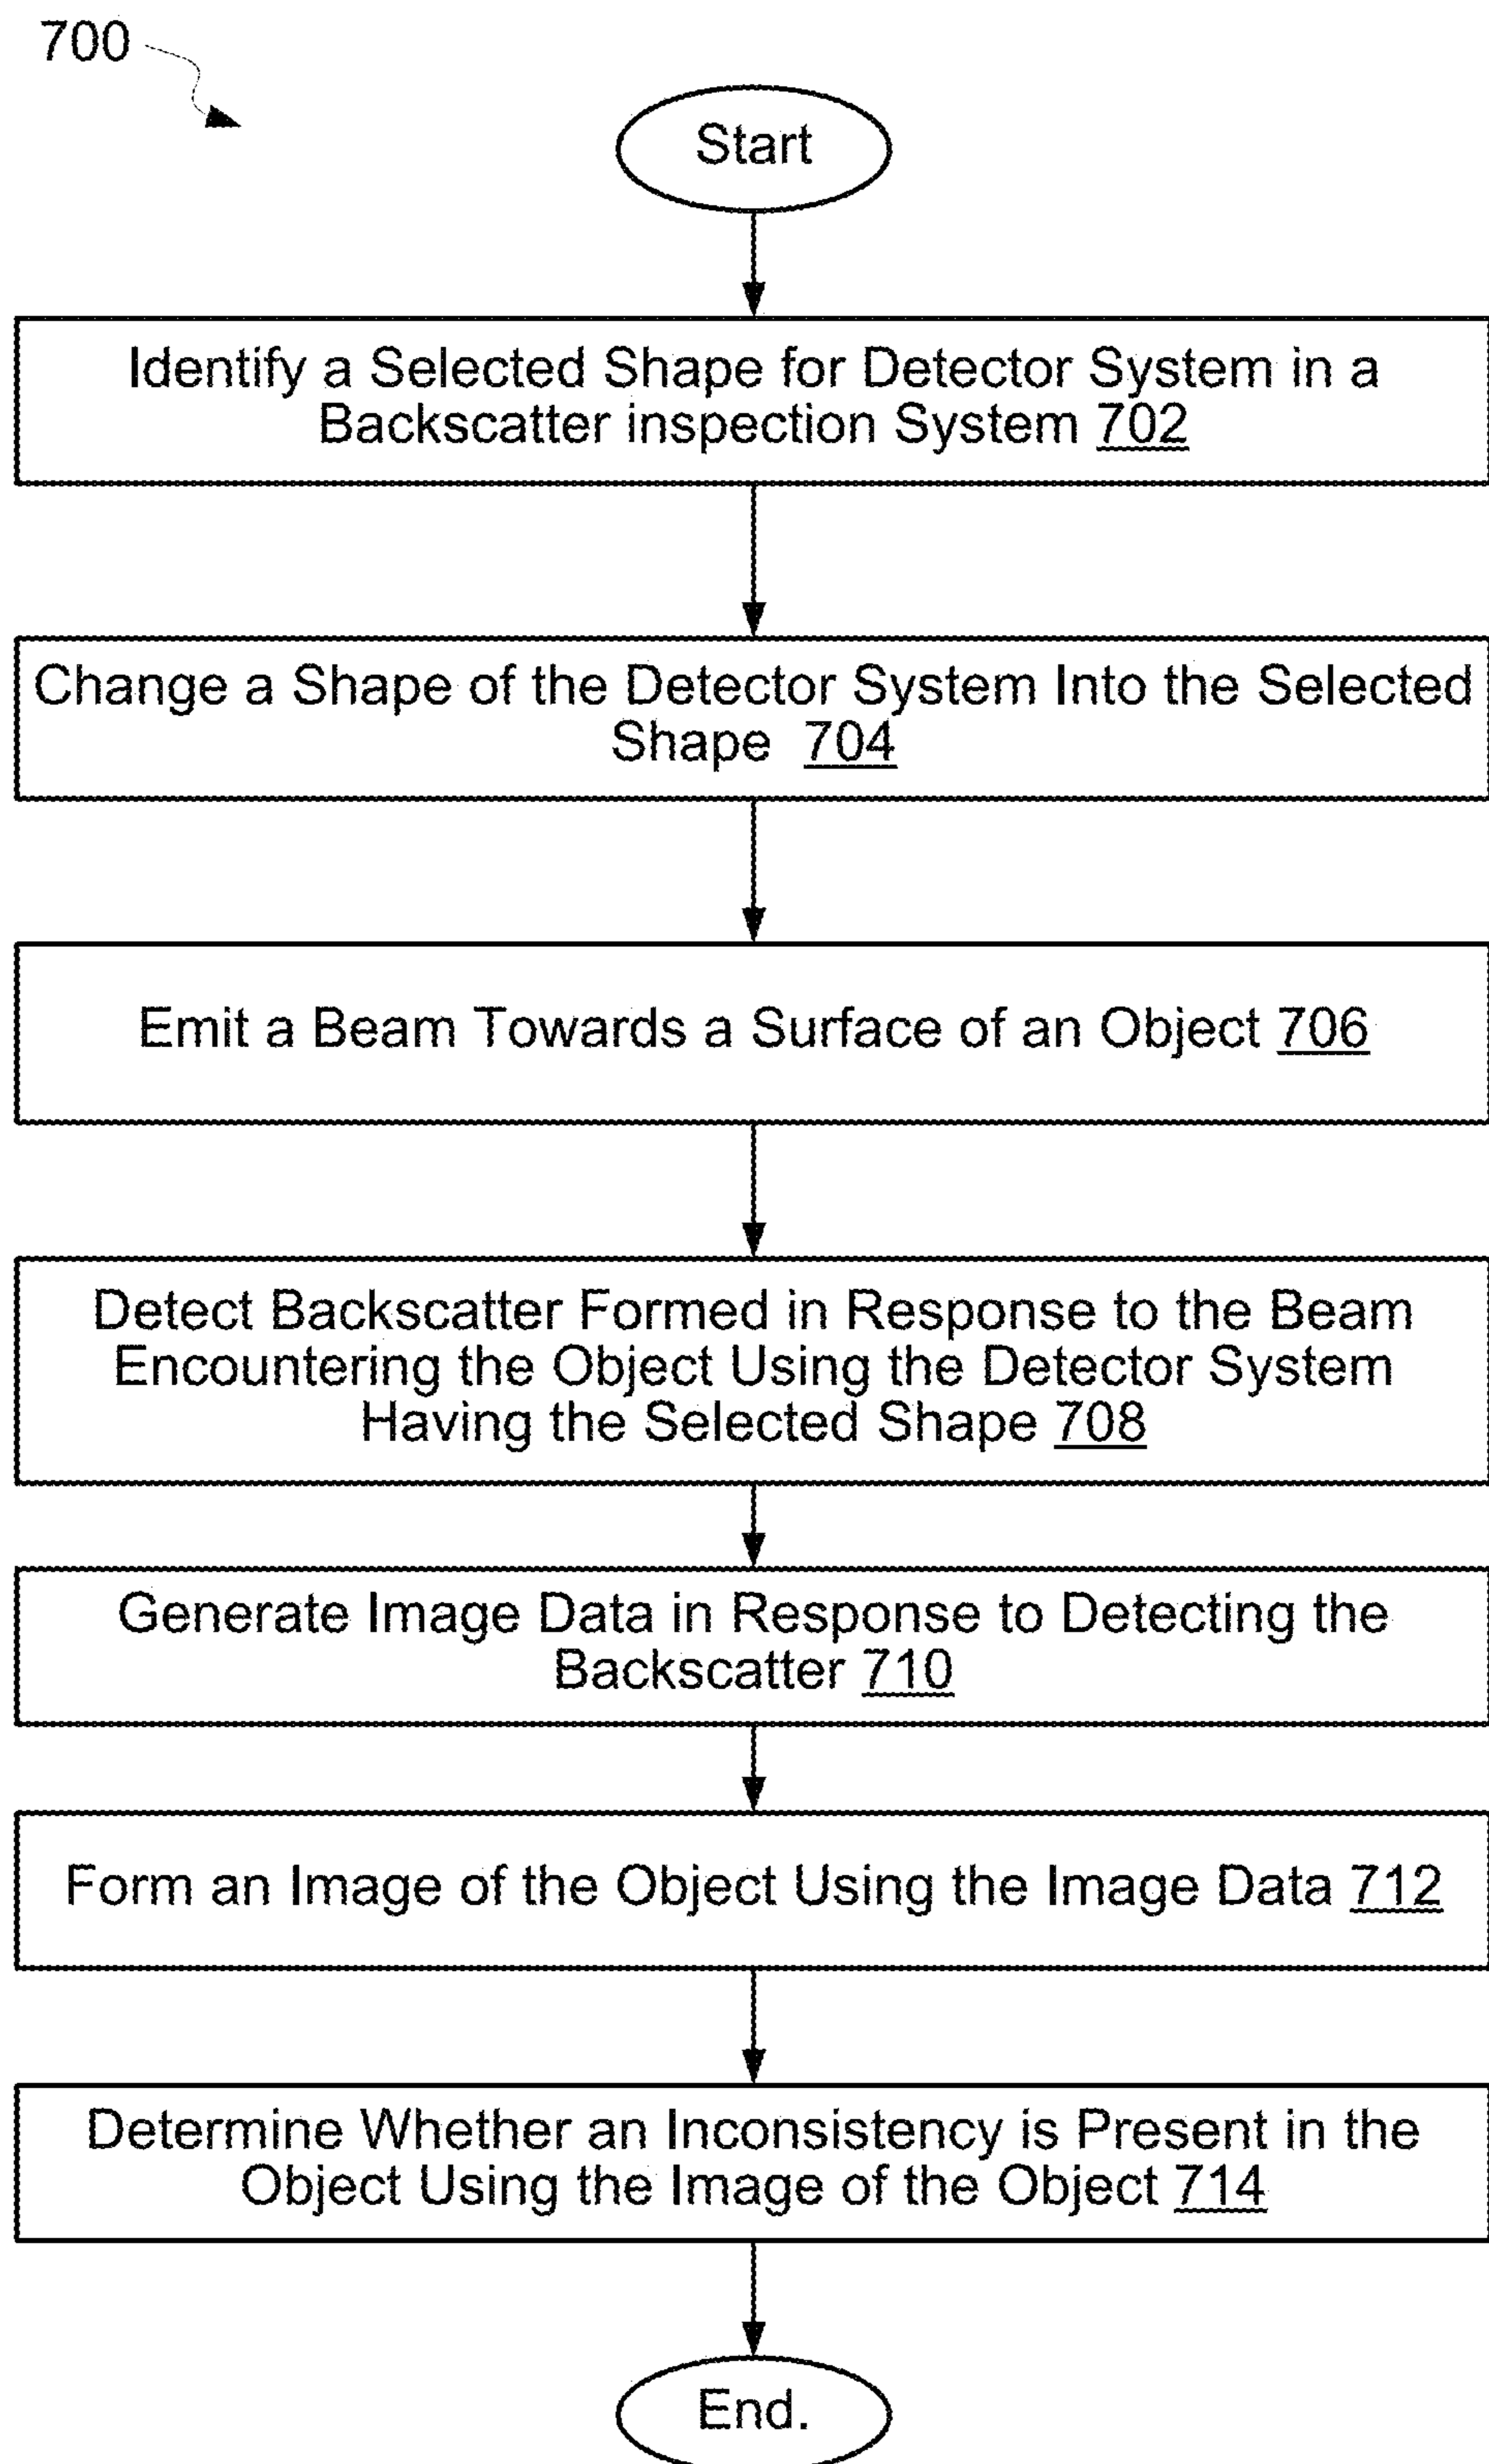 700
Start
Identify a Selected Shape for Detector System in a
Backscatter inspection System 702
Change a Shape of the Detector System Into the Selected
Shape 704
Emit a Beam Towards a Surface of an Object 706
Detect Backscatter Formed in Response to the Beam
Encountering the Object Using the Detector System
Having the Selected Shape 708
Generate Image Data in Response to Detecting the
Backscatter 710
Form an Image of the Object Using the Image Data 712
Determine Whether an Inconsistency is Present in the
Object Using the Image of the Object 714
End.